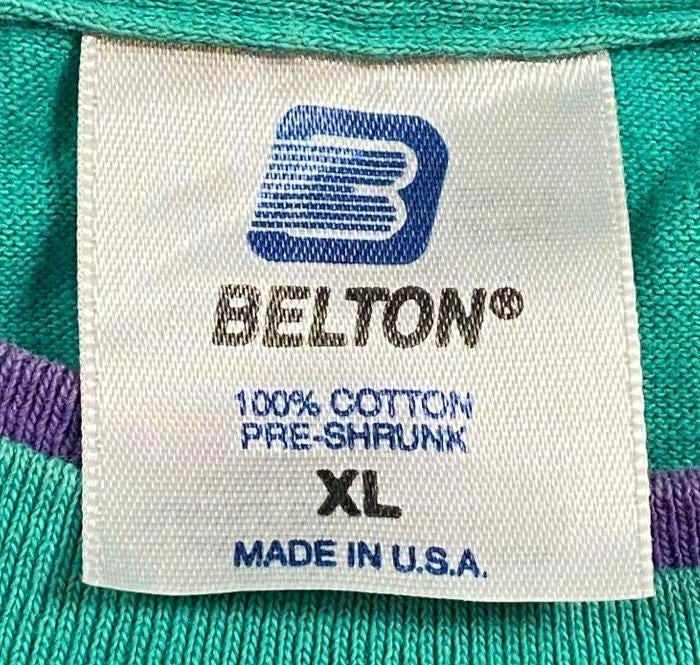 B
BELTON®
100% COTTON
PRE-SHRUNK
XL
MADE IN U.S.A.